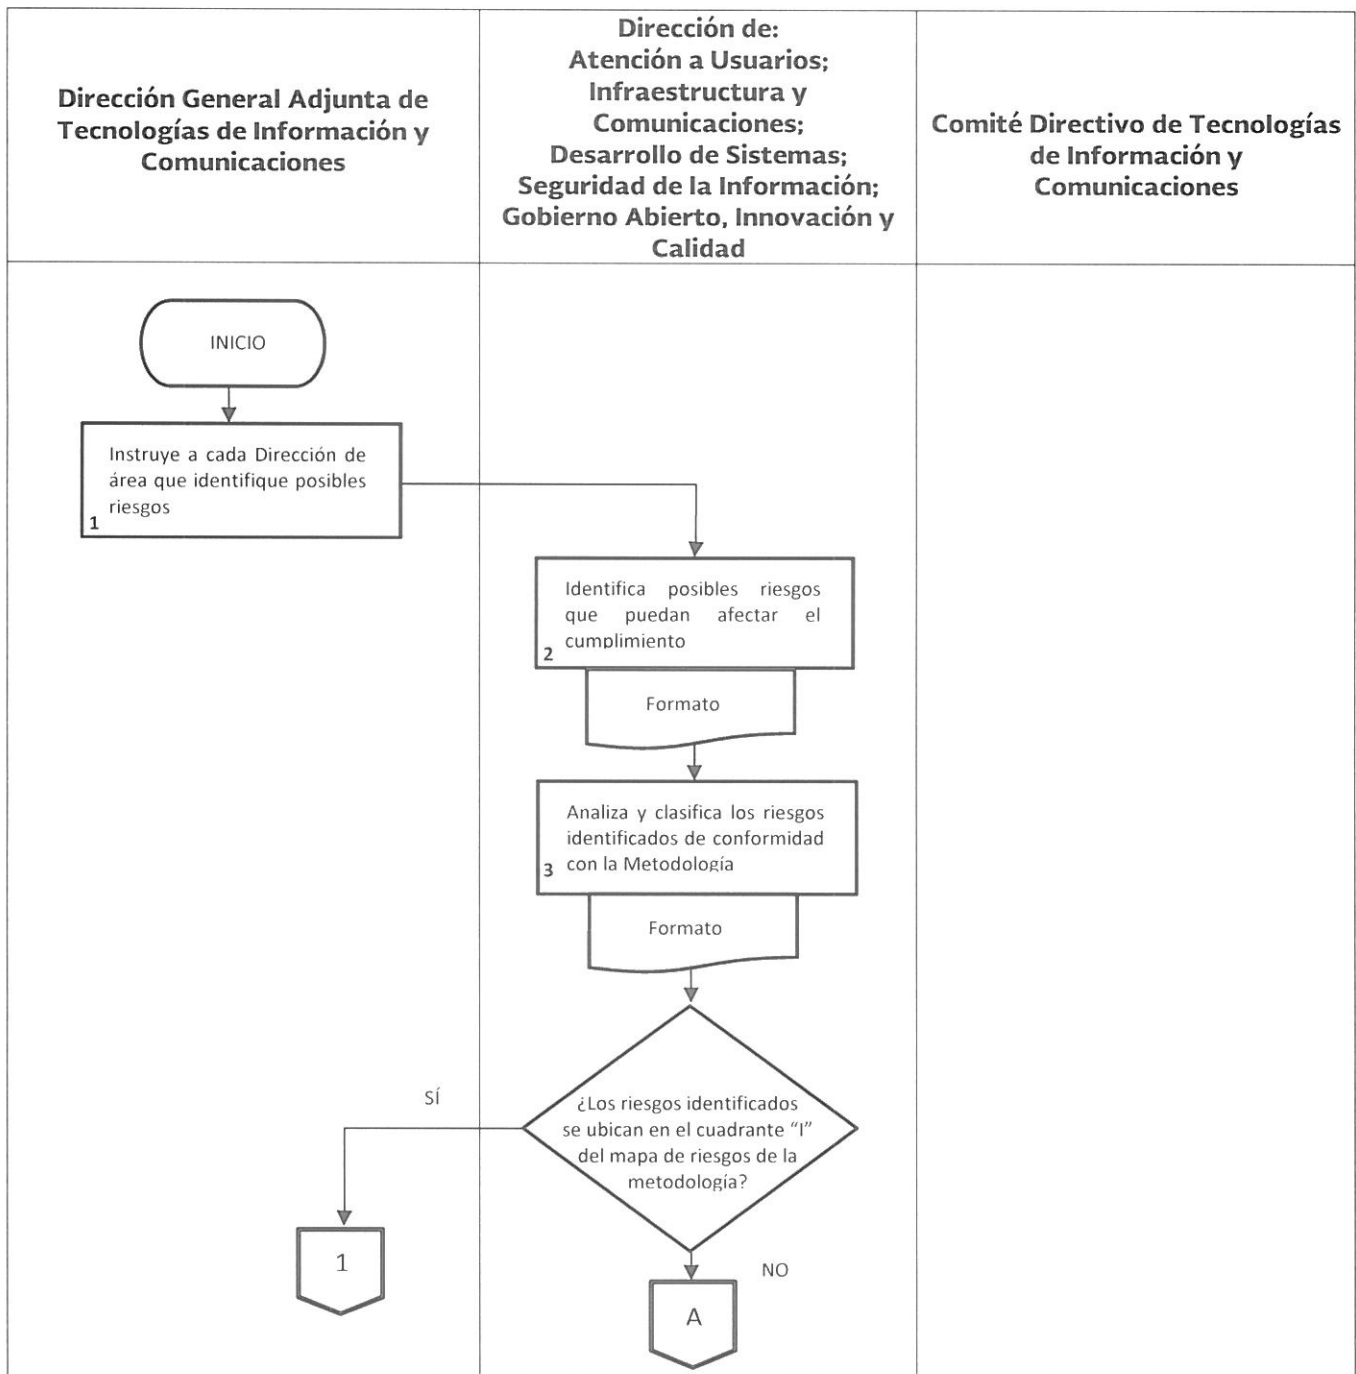 Dirección General Adjunta de
Tecnologías de Información y
Comunicaciones
Dirección de:
Atención a Usuarios;
Infraestructura y
Comunicaciones;
Desarrollo de Sistemas;
Seguridad de la Información;
Gobierno Abierto, Innovación y
Calidad
Comité Directivo de Tecnologías
de Información y
Comunicaciones
INICIO
Instruye a cada Dirección de
área que identifique posibles
riesgos
1
Identifica posibles riesgos
que puedan afectar el
cumplimiento
2
Formato
Analiza y clasifica los riesgos
identificados de conformidad
con la Metodología
3
Formato
¿Los riesgos identificados
se ubican en el cuadrante “I”
del mapa de riesgos de la
metodología?
SÍ
1
NO
A